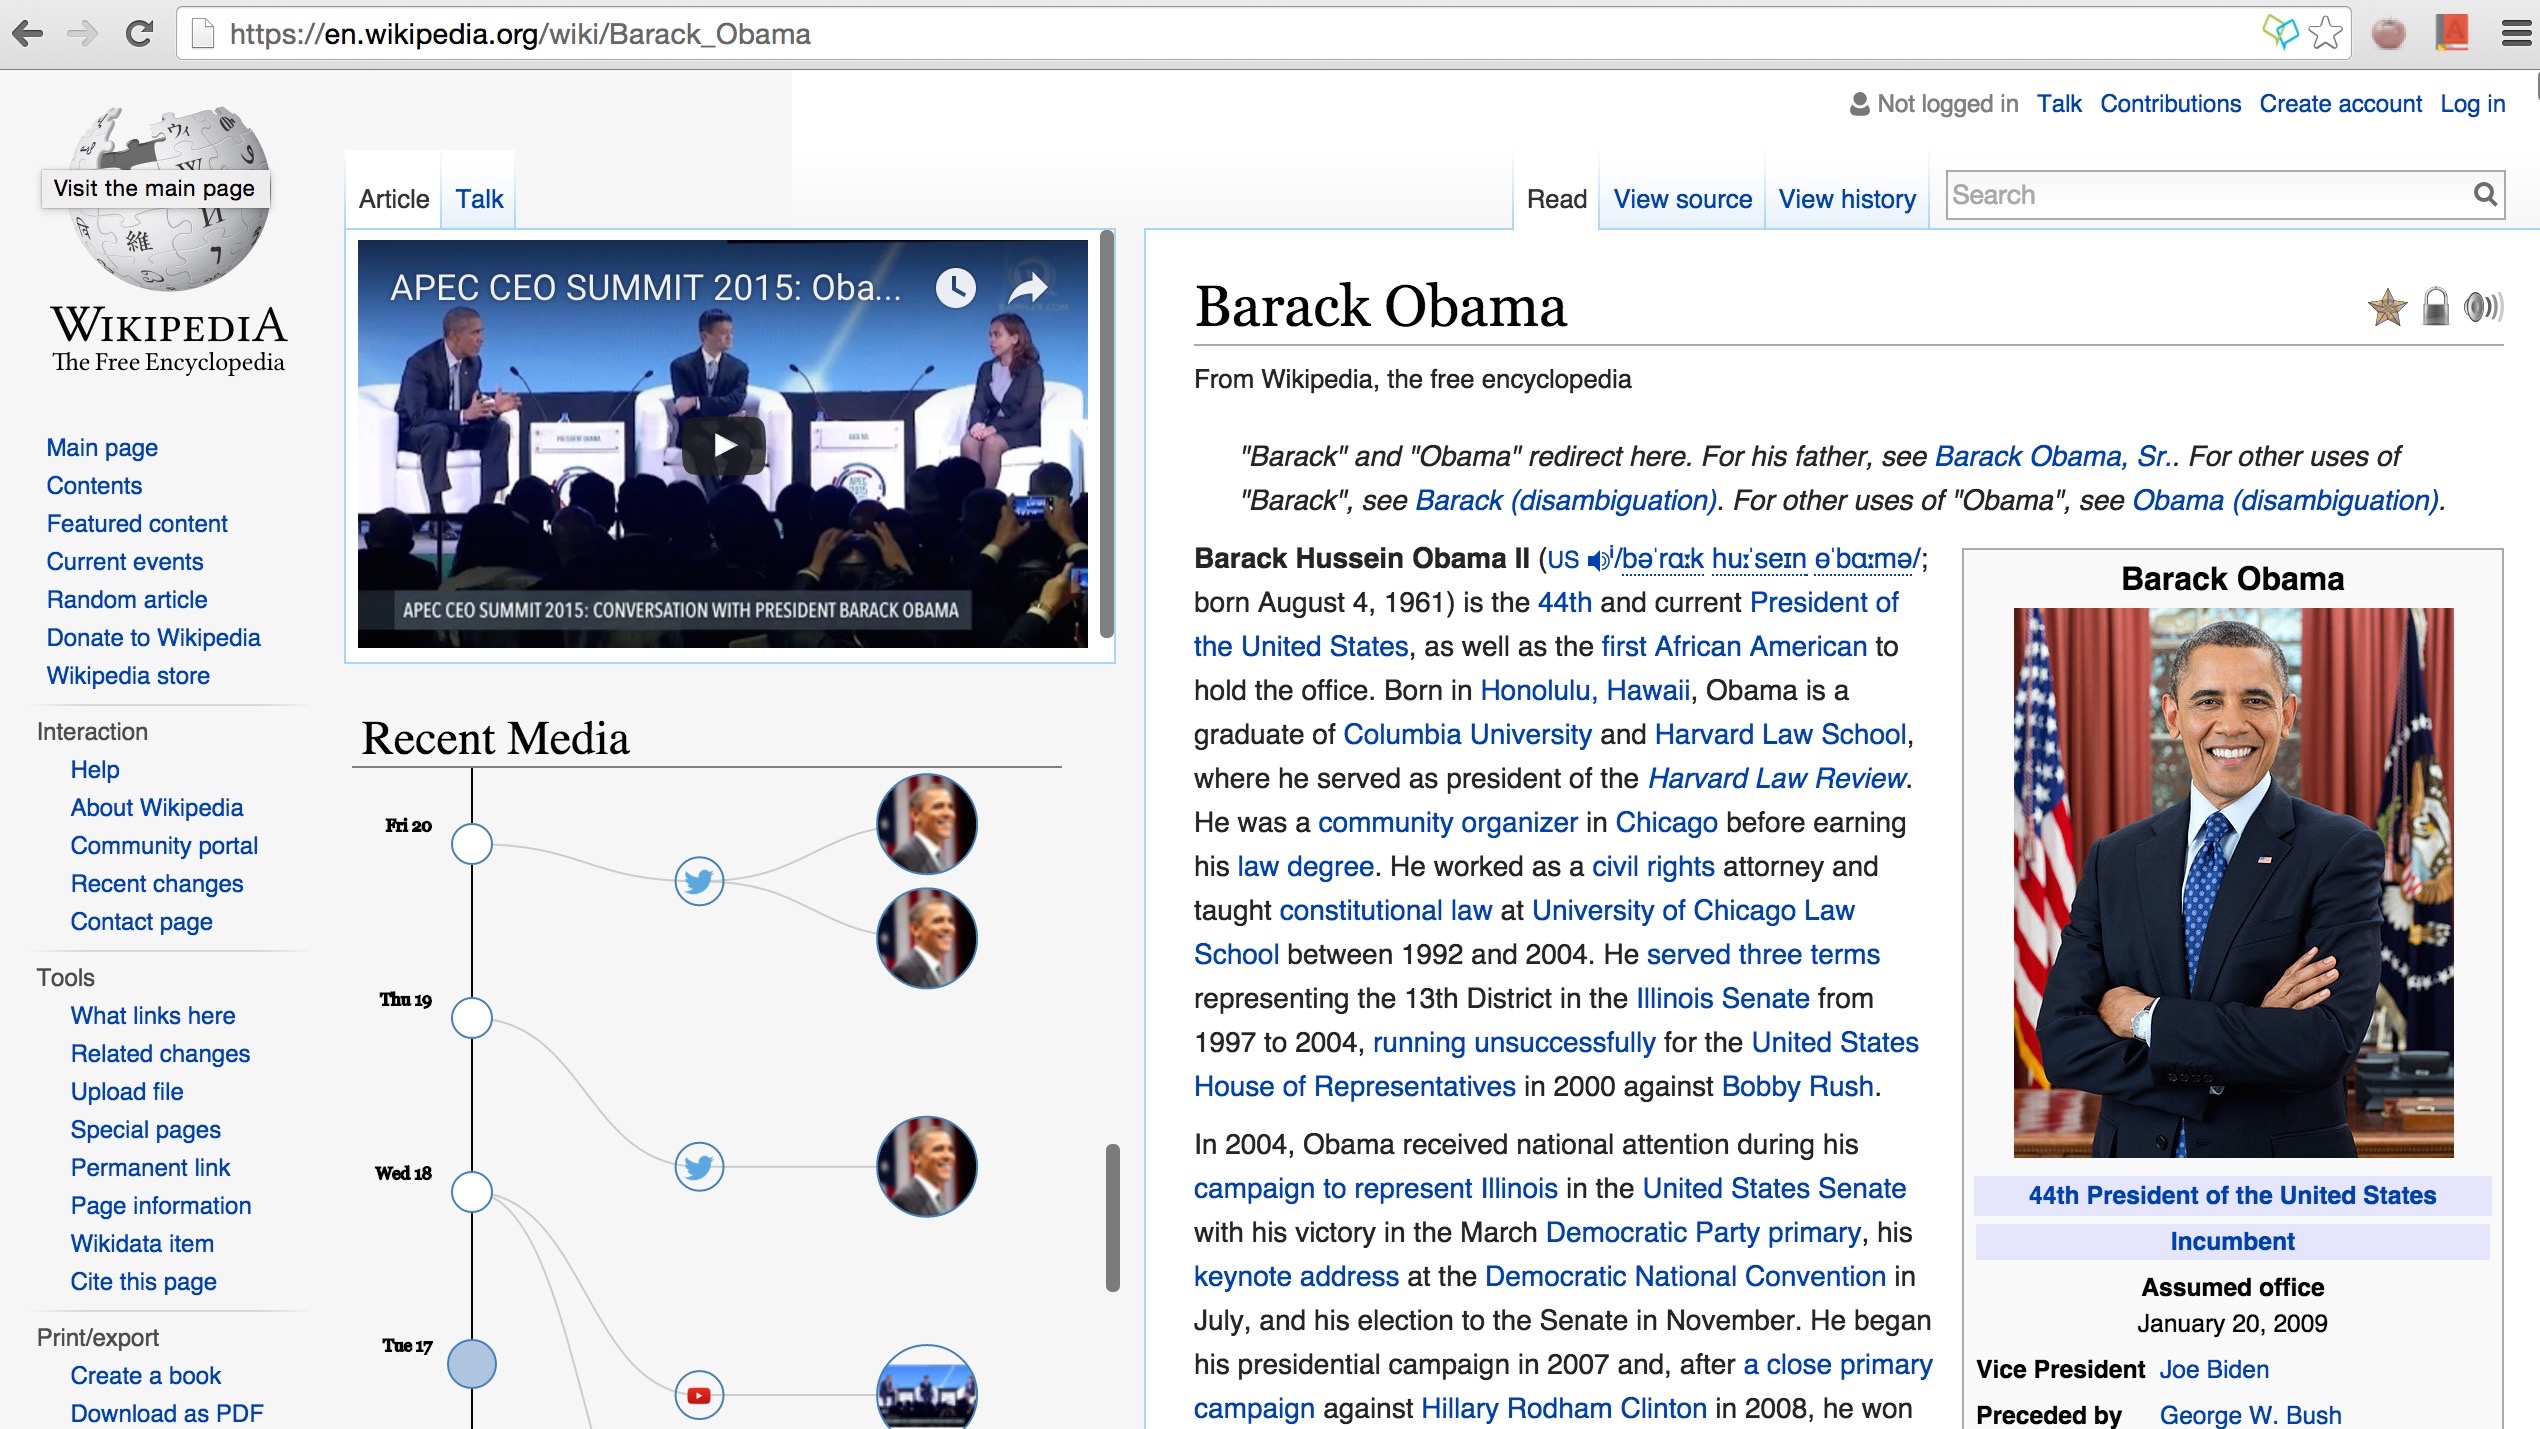 https://en.wikipedia.org/wiki/Barack_Obama
Not logged in Talk Contributions Create account Log in
Visit the main page
WIKIPEDIA
The Free Encyclopedia
Article Talk
Read View source View history Search
Main page
Contents
Featured content
Current events
Random article
Donate to Wikipedia
Wikipedia store
Interaction
Help
About Wikipedia
Community portal
Recent changes
Contact page
Tools
What links here
Related changes
Upload file
Special pages
Permanent link
Page information
Wikidata item
Cite this page
Print/export
Create a book
Download as PDF
APEC CEO SUMMIT 2015: Oba...
PRESIDENT OBAMA
APEC CEO SUMMIT 2015: CONVERSATION WITH PRESIDENT BARACK OBAMA
Recent Media
Fri 20
Thu 19
Wed 18
Tue 17
Barack Obama
From Wikipedia, the free encyclopedia
"Barack" and "Obama" redirect here. For his father, see Barack Obama, Sr.. For other uses of
"Barack", see Barack (disambiguation). For other uses of "Obama", see Obama (disambiguation).
Barack Hussein Obama II (US /bəˈrɑːk huːˈseɪn ɵˈbɑːmə/;
born August 4, 1961) is the 44th and current President of
the United States, as well as the first African American to
hold the office. Born in Honolulu, Hawaii, Obama is a
graduate of Columbia University and Harvard Law School,
where he served as president of the Harvard Law Review.
He was a community organizer in Chicago before earning
his law degree. He worked as a civil rights attorney and
taught constitutional law at University of Chicago Law
School between 1992 and 2004. He served three terms
representing the 13th District in the Illinois Senate from
1997 to 2004, running unsuccessfully for the United States
House of Representatives in 2000 against Bobby Rush.
In 2004, Obama received national attention during his
campaign to represent Illinois in the United States Senate
with his victory in the March Democratic Party primary, his
keynote address at the Democratic National Convention in
July, and his election to the Senate in November. He began
his presidential campaign in 2007 and, after a close primary
campaign against Hillary Rodham Clinton in 2008, he won
Barack Obama
44th President of the United States
Incumbent
Assumed office
January 20, 2009
Vice President Joe Biden
Preceded by George W. Bush